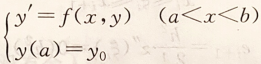 y′ = f(x, y) (a < x < b)
y(a) = y₀